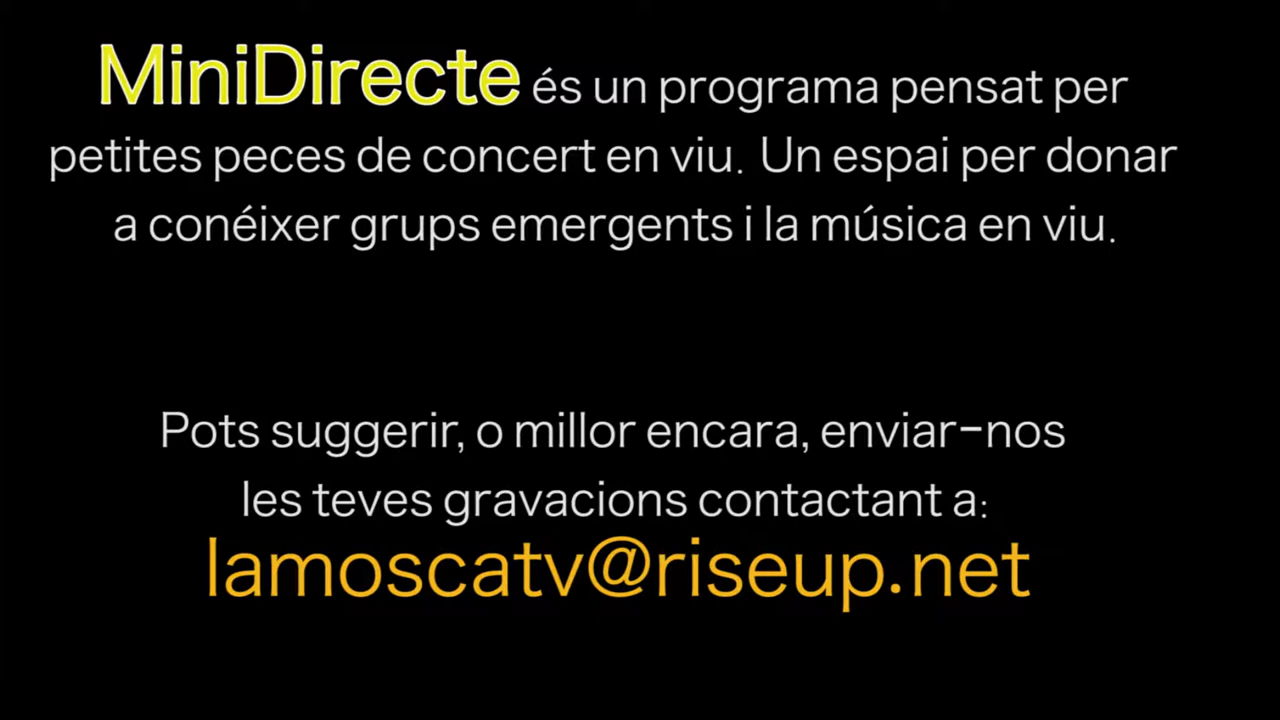 MiniDirecte és un programa pensat per
petites peces de concert en viu. Un espai per donar
a conéixer grups emergents i la música en viu.
Pots suggerir, o millor encara, enviar-nos
les teves gravacions contactant a:
lamoscatv@riseup.net